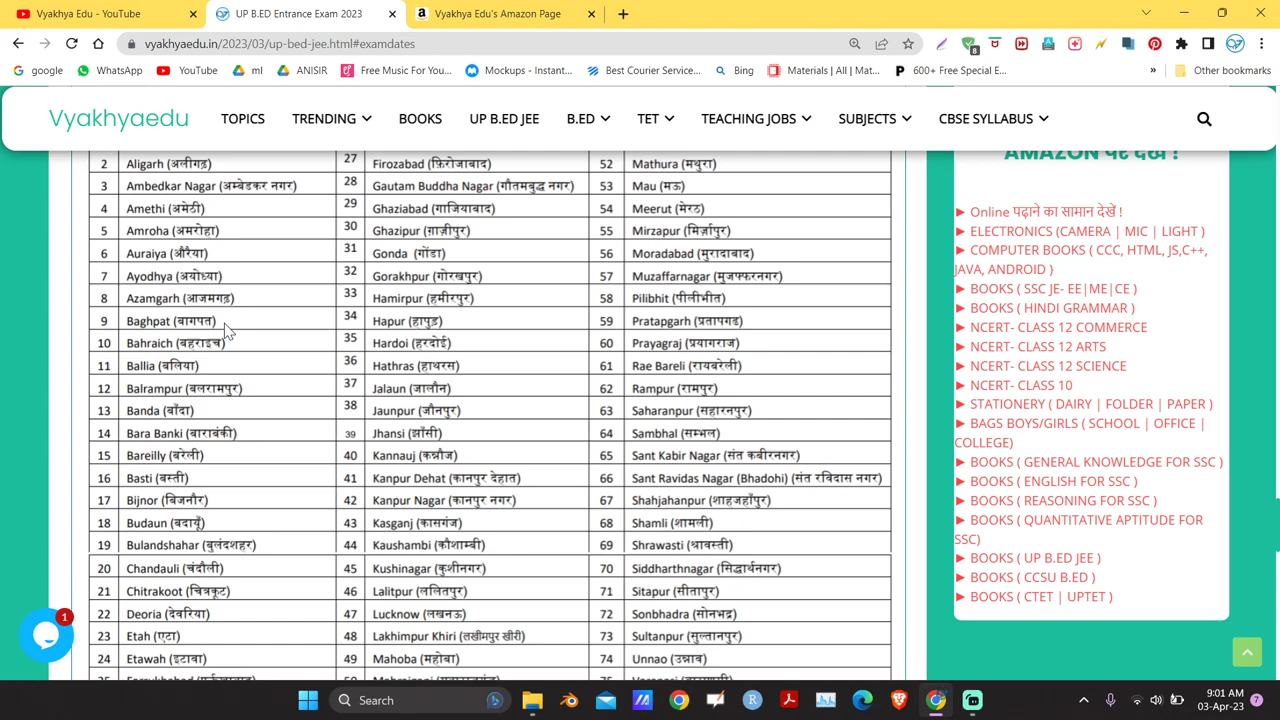 Vyakhya Edu - YouTube
UP B.ED Entrance Exam 2023
Vyakhya Edu's Amazon Page
vyakhyaedu.in/2023/03/up-bed-jee.html#examdates
8
google WhatsApp YouTube ml ANISIR Free Music For You... Mockups - Instant... Best Courier Service... Bing Materials | All | Mat... 600+ Free Special E... » Other bookmarks
Vyakhyaedu TOPICS TRENDING BOOKS UP B.ED JEE B.ED TET TEACHING JOBS SUBJECTS CBSE SYLLABUS
2 Aligarh (अलीगढ़) 27 Firozabad (फ़िरोजाबाद) 52 Mathura (मथुरा)
3 Ambedkar Nagar (अम्बेडकर नगर) 28 Gautam Buddha Nagar (गौतमबुद्ध नगर) 53 Mau (मऊ)
4 Amethi (अमेठी) 29 Ghaziabad (गाजियाबाद) 54 Meerut (मेरठ)
5 Amroha (अमरोहा) 30 Ghazipur (ग़ाज़ीपुर) 55 Mirzapur (मिर्ज़ापुर)
6 Auraiya (औरैया) 31 Gonda (गोंडा) 56 Moradabad (मुरादाबाद)
7 Ayodhya (अयोध्या) 32 Gorakhpur (गोरखपुर) 57 Muzaffarnagar (मुजफ्फरनगर)
8 Azamgarh (आजमगढ़) 33 Hamirpur (हमीरपुर) 58 Pilibhit (पीलीभीत)
9 Baghpat (बागपत) 34 Hapur (हापुड़) 59 Pratapgarh (प्रतापगढ)
10 Bahraich (बहराइच) 35 Hardoi (हरदोई) 60 Prayagraj (प्रयागराज)
11 Ballia (बलिया) 36 Hathras (हाथरस) 61 Rae Bareli (रायबरेली)
12 Balrampur (बलरामपुर) 37 Jalaun (जालौन) 62 Rampur (रामपुर)
13 Banda (बाँदा) 38 Jaunpur (जौनपुर) 63 Saharanpur (सहारनपुर)
14 Bara Banki (बाराबंकी) 39 Jhansi (झाँसी) 64 Sambhal (सम्भल)
15 Bareilly (बरेली) 40 Kannauj (कन्नौज) 65 Sant Kabir Nagar (संत कबीरनगर)
16 Basti (बस्ती) 41 Kanpur Dehat (कानपुर देहात) 66 Sant Ravidas Nagar (Bhadohi) (संत रविदास नगर)
17 Bijnor (बिजनौर) 42 Kanpur Nagar (कानपुर नगर) 67 Shahjahanpur (शाहजहाँपुर)
18 Budaun (बदायूँ) 43 Kasganj (कासगंज) 68 Shamli (शामली)
19 Bulandshahar (बुलंदशहर) 44 Kaushambi (कौशाम्बी) 69 Shrawasti (श्रावस्ती)
20 Chandauli (चंदौली) 45 Kushinagar (कुशीनगर) 70 Siddharthnagar (सिद्धार्थनगर)
21 Chitrakoot (चित्रकूट) 46 Lalitpur (ललितपुर) 71 Sitapur (सीतापुर)
22 Deoria (देवरिया) 47 Lucknow (लखनऊ) 72 Sonbhadra (सोनभद्र)
23 Etah (एटा) 48 Lakhimpur Khiri (लखीमपुर खीरी) 73 Sultanpur (सुल्तानपुर)
24 Etawah (इटावा) 49 Mahoba (महोबा) 74 Unnao (उन्नाव)
AMAZON पर देखें !
► Online पढ़ाने का सामान देखें !
► ELECTRONICS (CAMERA | MIC | LIGHT )
► COMPUTER BOOKS ( CCC, HTML, JS,C++,
JAVA, ANDROID )
► BOOKS ( SSC JE- EE|ME|CE )
► BOOKS ( HINDI GRAMMAR )
► NCERT- CLASS 12 COMMERCE
► NCERT- CLASS 12 ARTS
► NCERT- CLASS 12 SCIENCE
► NCERT- CLASS 10
► STATIONERY ( DAIRY | FOLDER | PAPER )
► BAGS BOYS/GIRLS ( SCHOOL | OFFICE |
COLLEGE)
► BOOKS ( GENERAL KNOWLEDGE FOR SSC )
► BOOKS ( ENGLISH FOR SSC )
► BOOKS ( REASONING FOR SSC )
► BOOKS ( QUANTITATIVE APTITUDE FOR
SSC)
► BOOKS ( UP B.ED JEE )
► BOOKS ( CCSU B.ED )
► BOOKS ( CTET | UPTET )
1
Search
9:01 AM
03-Apr-23
7